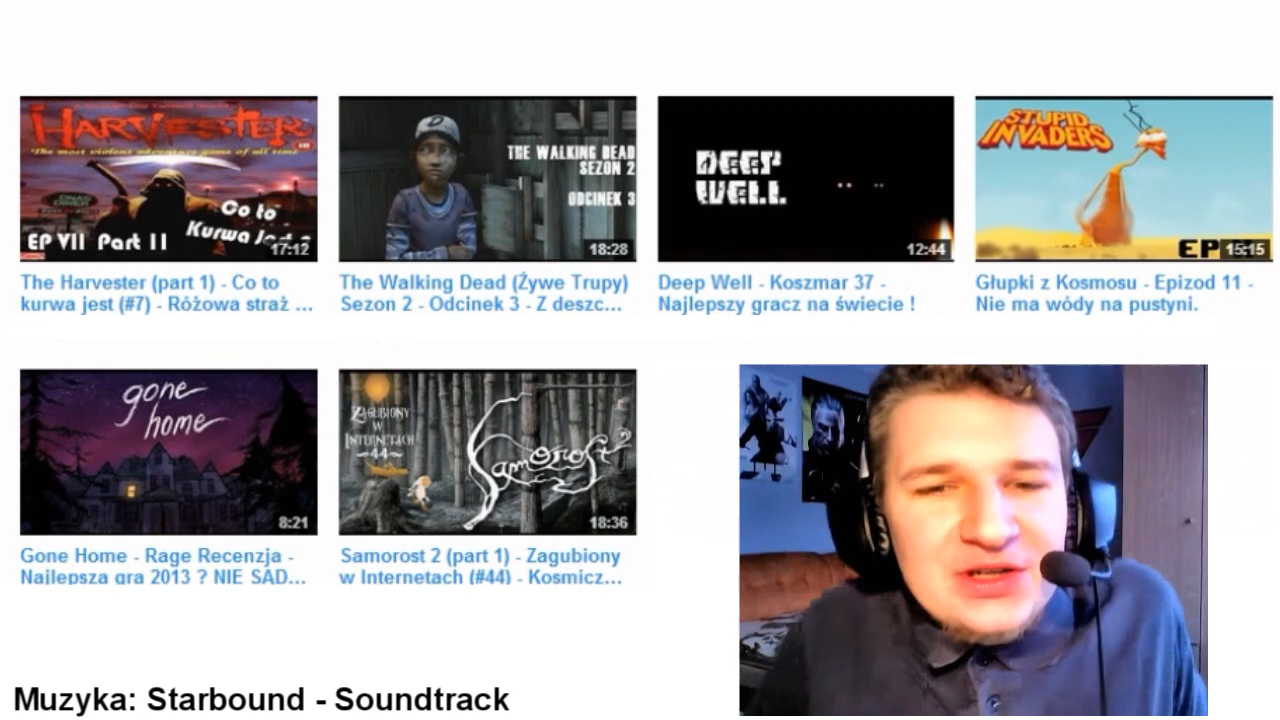 HARVESTER
The most violent adventure game of all time
Co to
EP VII Part II
Kurwa
17:12
THE WALKING DEAD
SEZON 2
ODCINEK 3
18:28
DEEP
WELL
12:44
STUPID
INVADERS
EP
15:15
The Harvester (part 1) - Co to
kurwa jest (#7) - Różowa straż ...
The Walking Dead (Żywe Trupy)
Sezon 2 - Odcinek 3 - Z deszc...
Deep Well - Koszmar 37 -
Najlepszy gracz na świecie !
Głupki z Kosmosu - Epizod 11 -
Nie ma wódy na pustyni.
gone
home
8:21
ZAGUBIONY
W
INTERNETACH
~44~
Samorost 2
18:36
Gone Home - Rage Recenzja -
Najlepsza gra 2013 ? NIE SĄD...
Samorost 2 (part 1) - Zagubiony
w Internetach (#44) - Kosmicz...
Muzyka: Starbound - Soundtrack